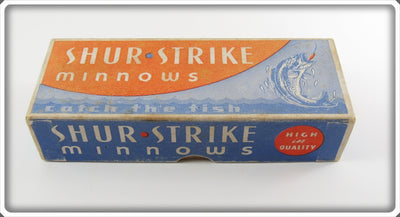 SHUR•STRIKE
minnows
catch the fish
SHUR•STRIKE
minnows
HIGH
QUALITY